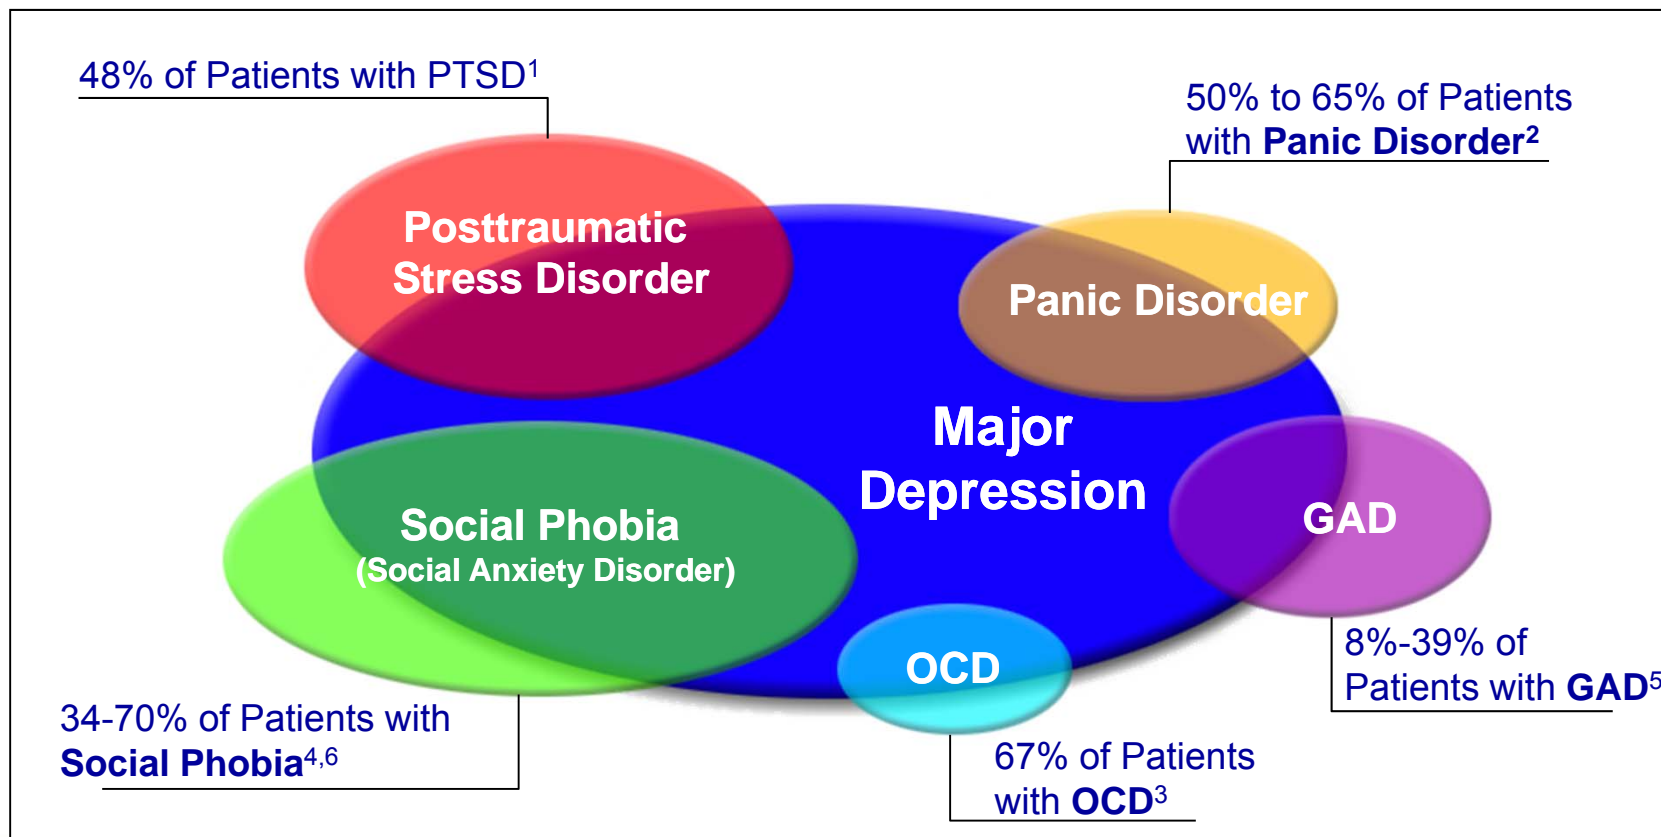 48% of Patients with PTSD¹
50% to 65% of Patients
with Panic Disorder²
Posttraumatic
Stress Disorder
Panic Disorder
Major
Depression
Social Phobia
(Social Anxiety Disorder)
GAD
OCD
8%-39% of
Patients with GAD⁵
34-70% of Patients with
Social Phobia⁴,⁶
67% of Patients
with OCD³